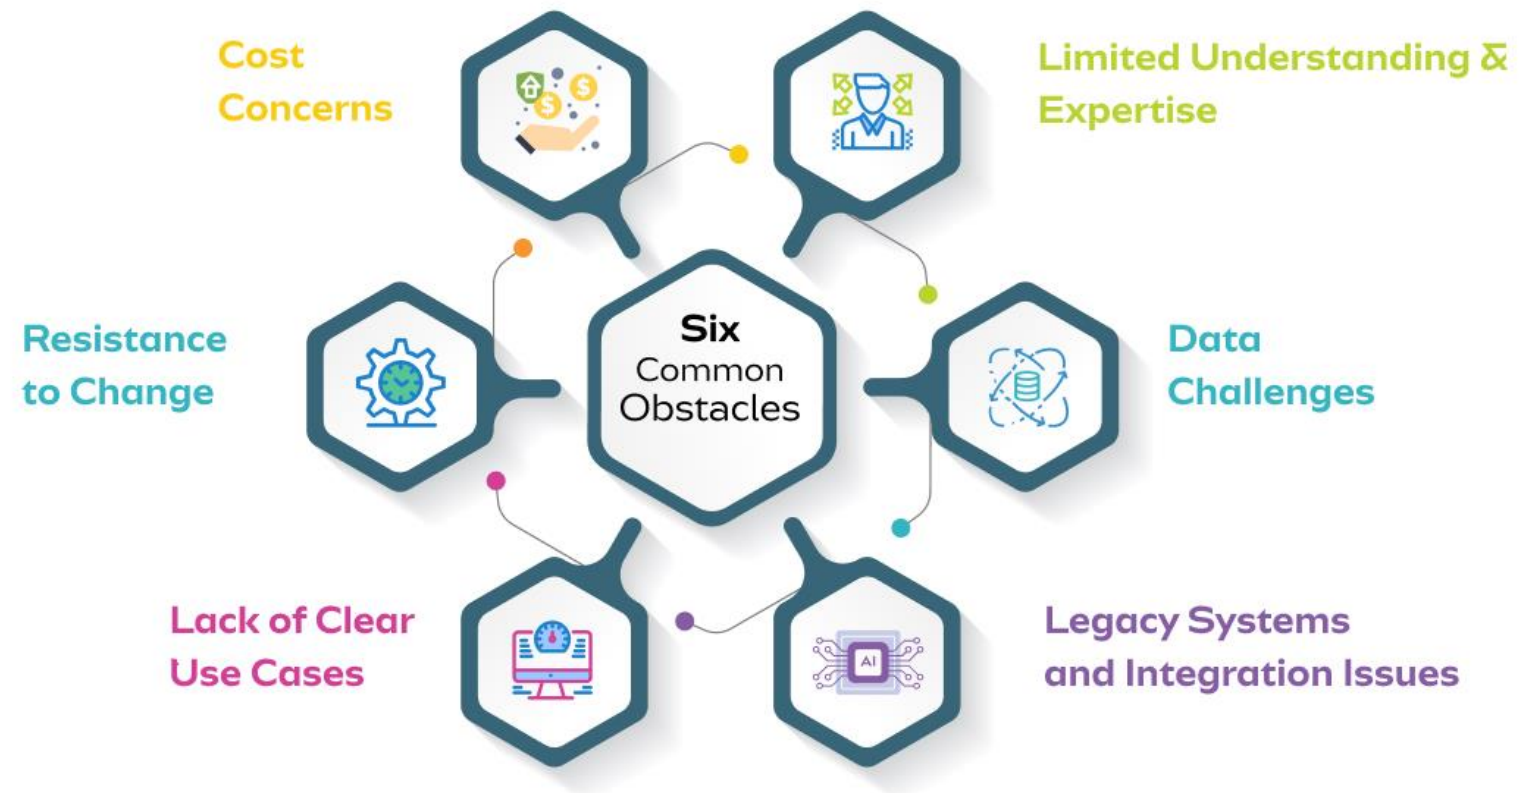 Cost
Concerns
Limited Understanding &
Expertise
Resistance
to Change
Six
Common
Obstacles
Data
Challenges
Lack of Clear
Use Cases
AI
Legacy Systems
and Integration Issues
$
$